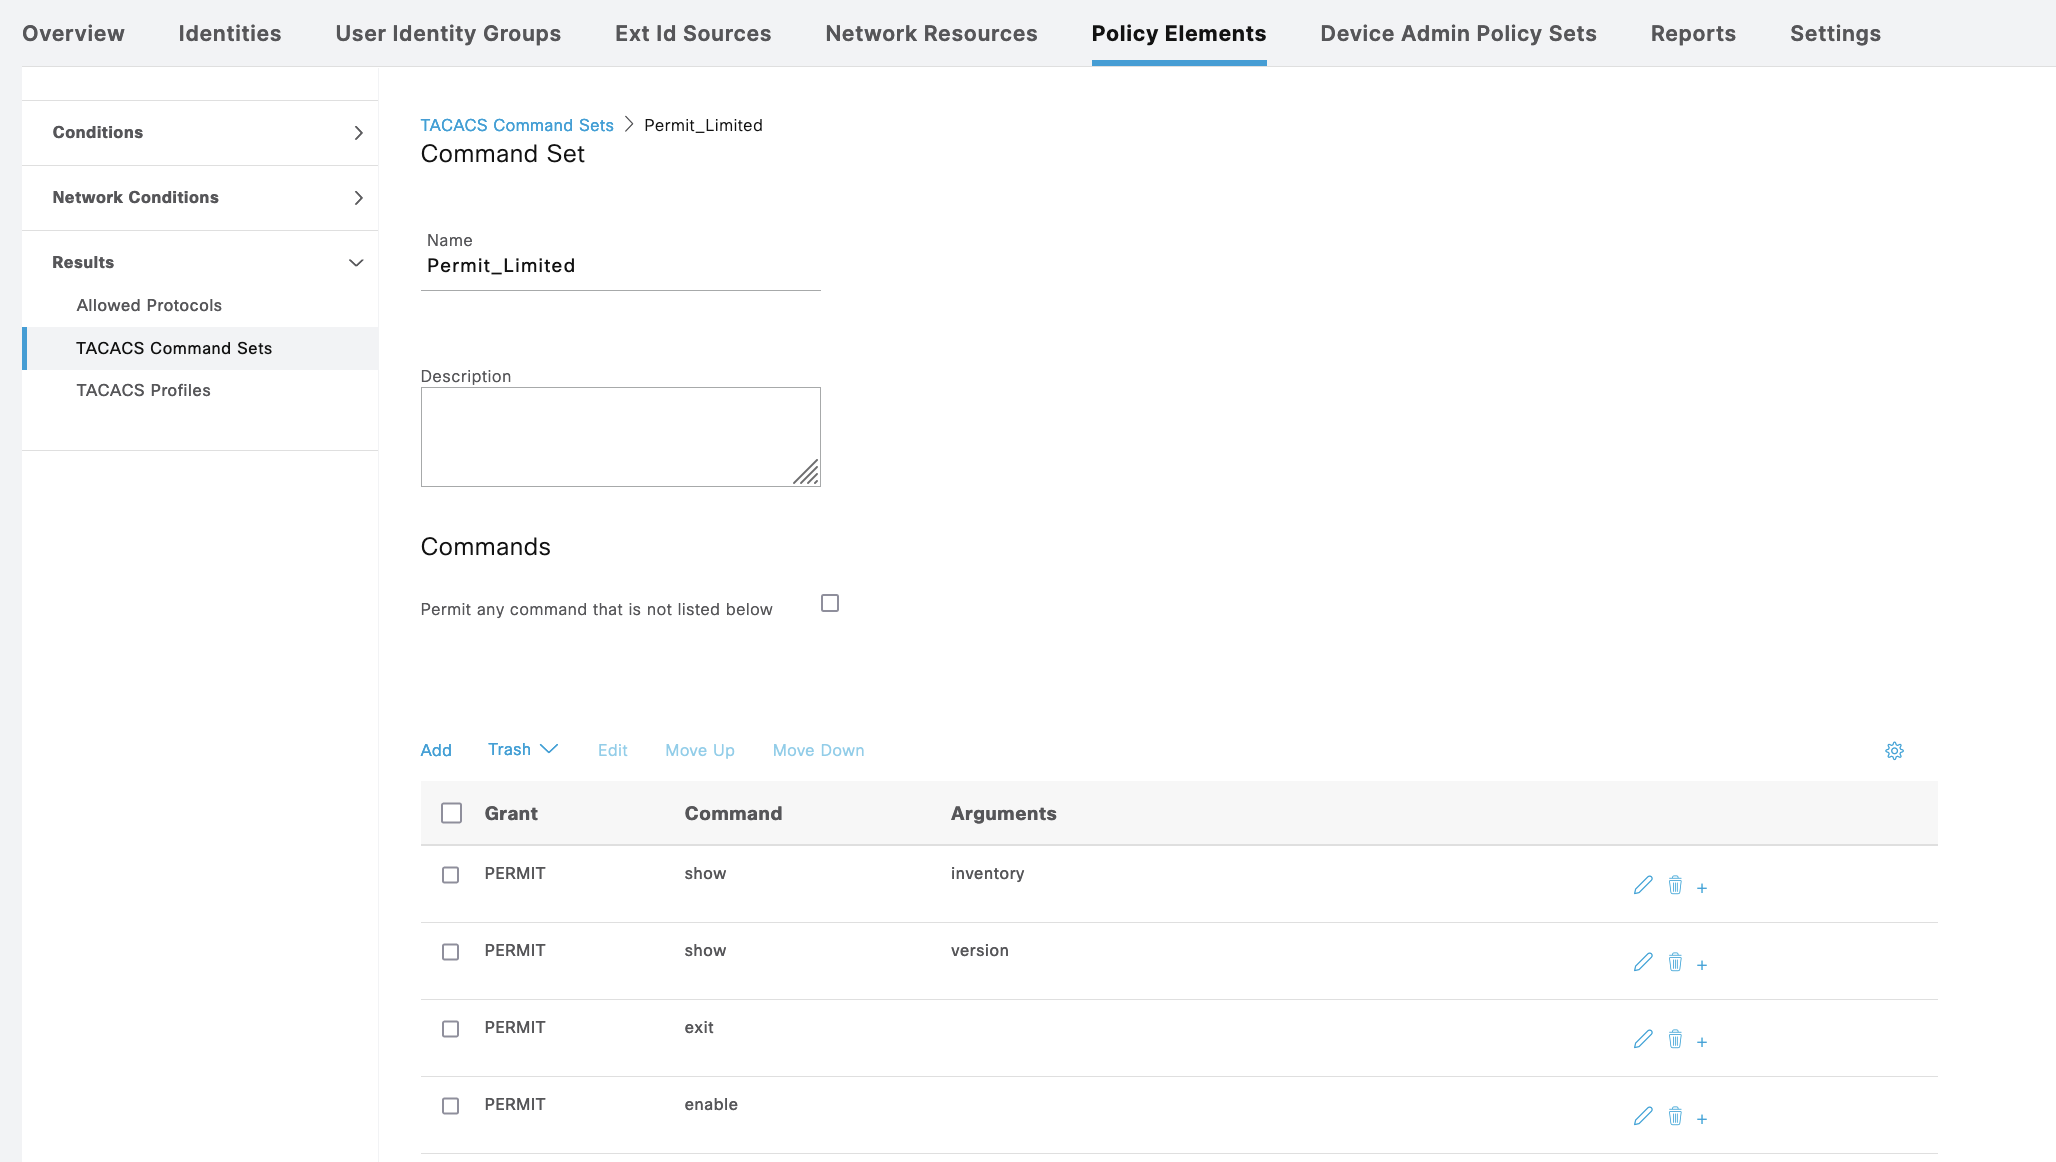 Overview Identities User Identity Groups Ext Id Sources Network Resources Policy Elements Device Admin Policy Sets Reports Settings
Conditions
Network Conditions
Results
Allowed Protocols
TACACS Command Sets
TACACS Profiles
TACACS Command Sets > Permit_Limited
Command Set
Name
Permit_Limited
Description
Commands
Permit any command that is not listed below
Add Trash Edit Move Up Move Down
Grant Command Arguments
PERMIT show inventory
PERMIT show version
PERMIT exit
PERMIT enable